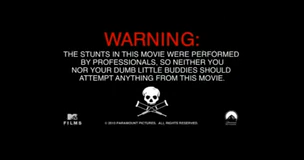 WARNING:
THE STUNTS IN THIS MOVIE WERE PERFORMED
BY PROFESSIONALS, SO NEITHER YOU
NOR YOUR DUMB LITTLE BUDDIES SHOULD
ATTEMPT ANYTHING FROM THIS MOVIE.
FILMS
PARAMOUNT PICTURES. ALL RIGHTS RESERVED.